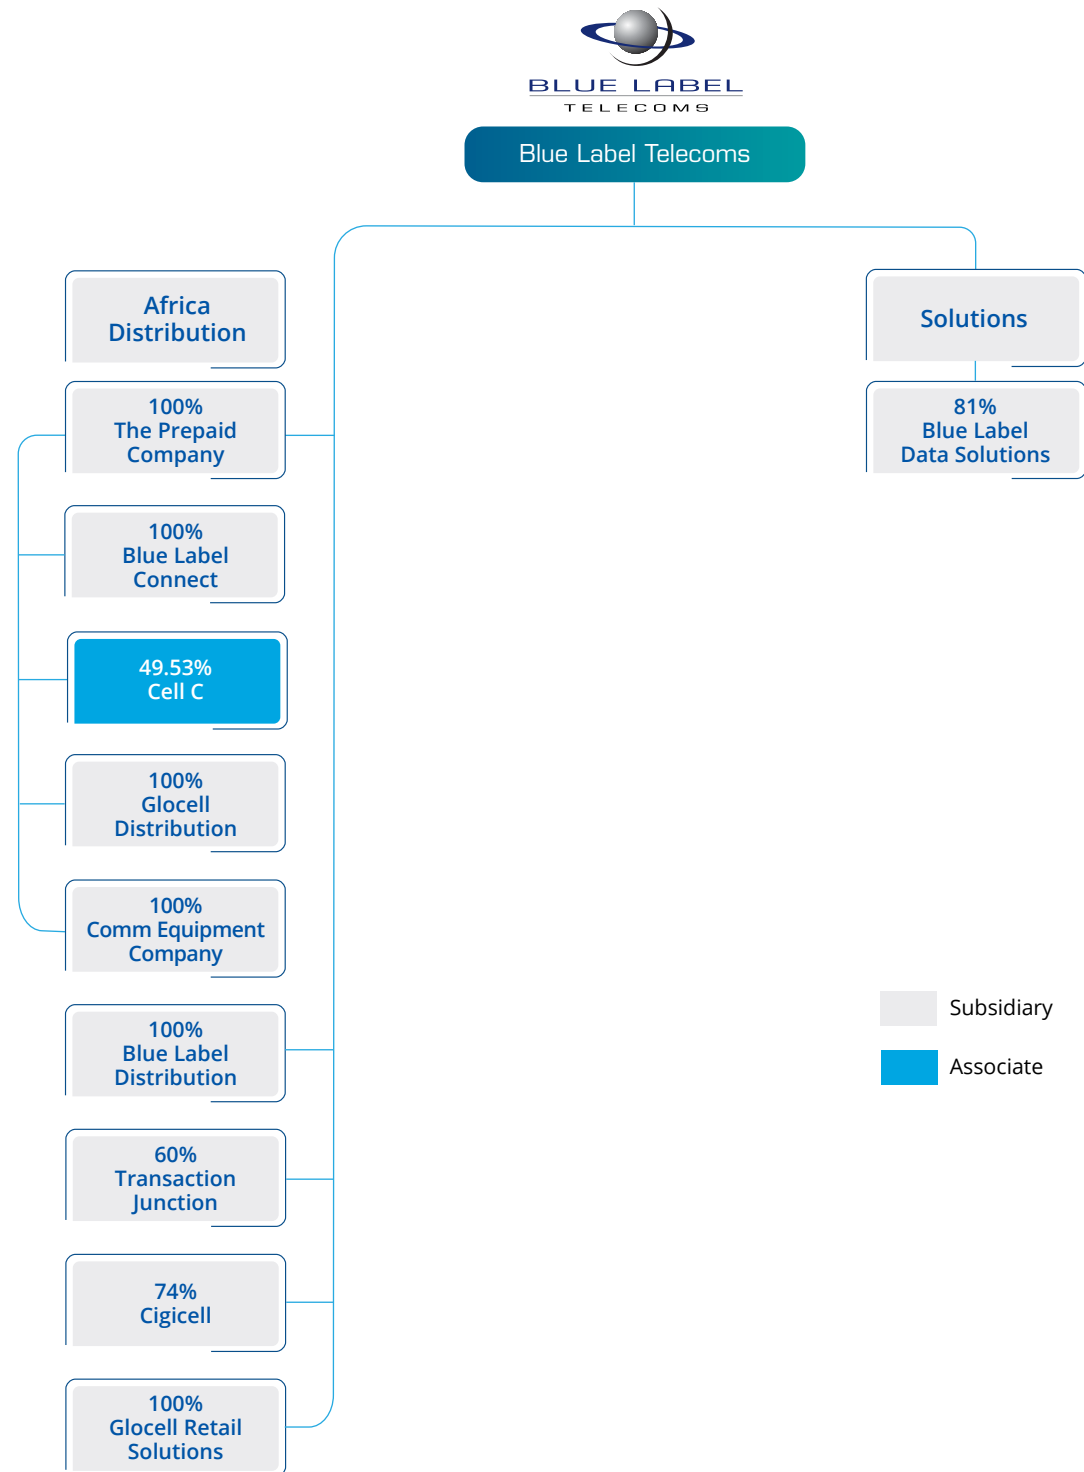 BLUE LABEL
TELECOMS
Blue Label Telecoms
Africa
Distribution
100%
The Prepaid
Company
100%
Blue Label
Connect
49.53%
Cell C
100%
Glocell
Distribution
100%
Comm Equipment
Company
100%
Blue Label
Distribution
60%
Transaction
Junction
74%
Cigicell
100%
Glocell Retail
Solutions
Solutions
81%
Blue Label
Data Solutions
Subsidiary
Associate